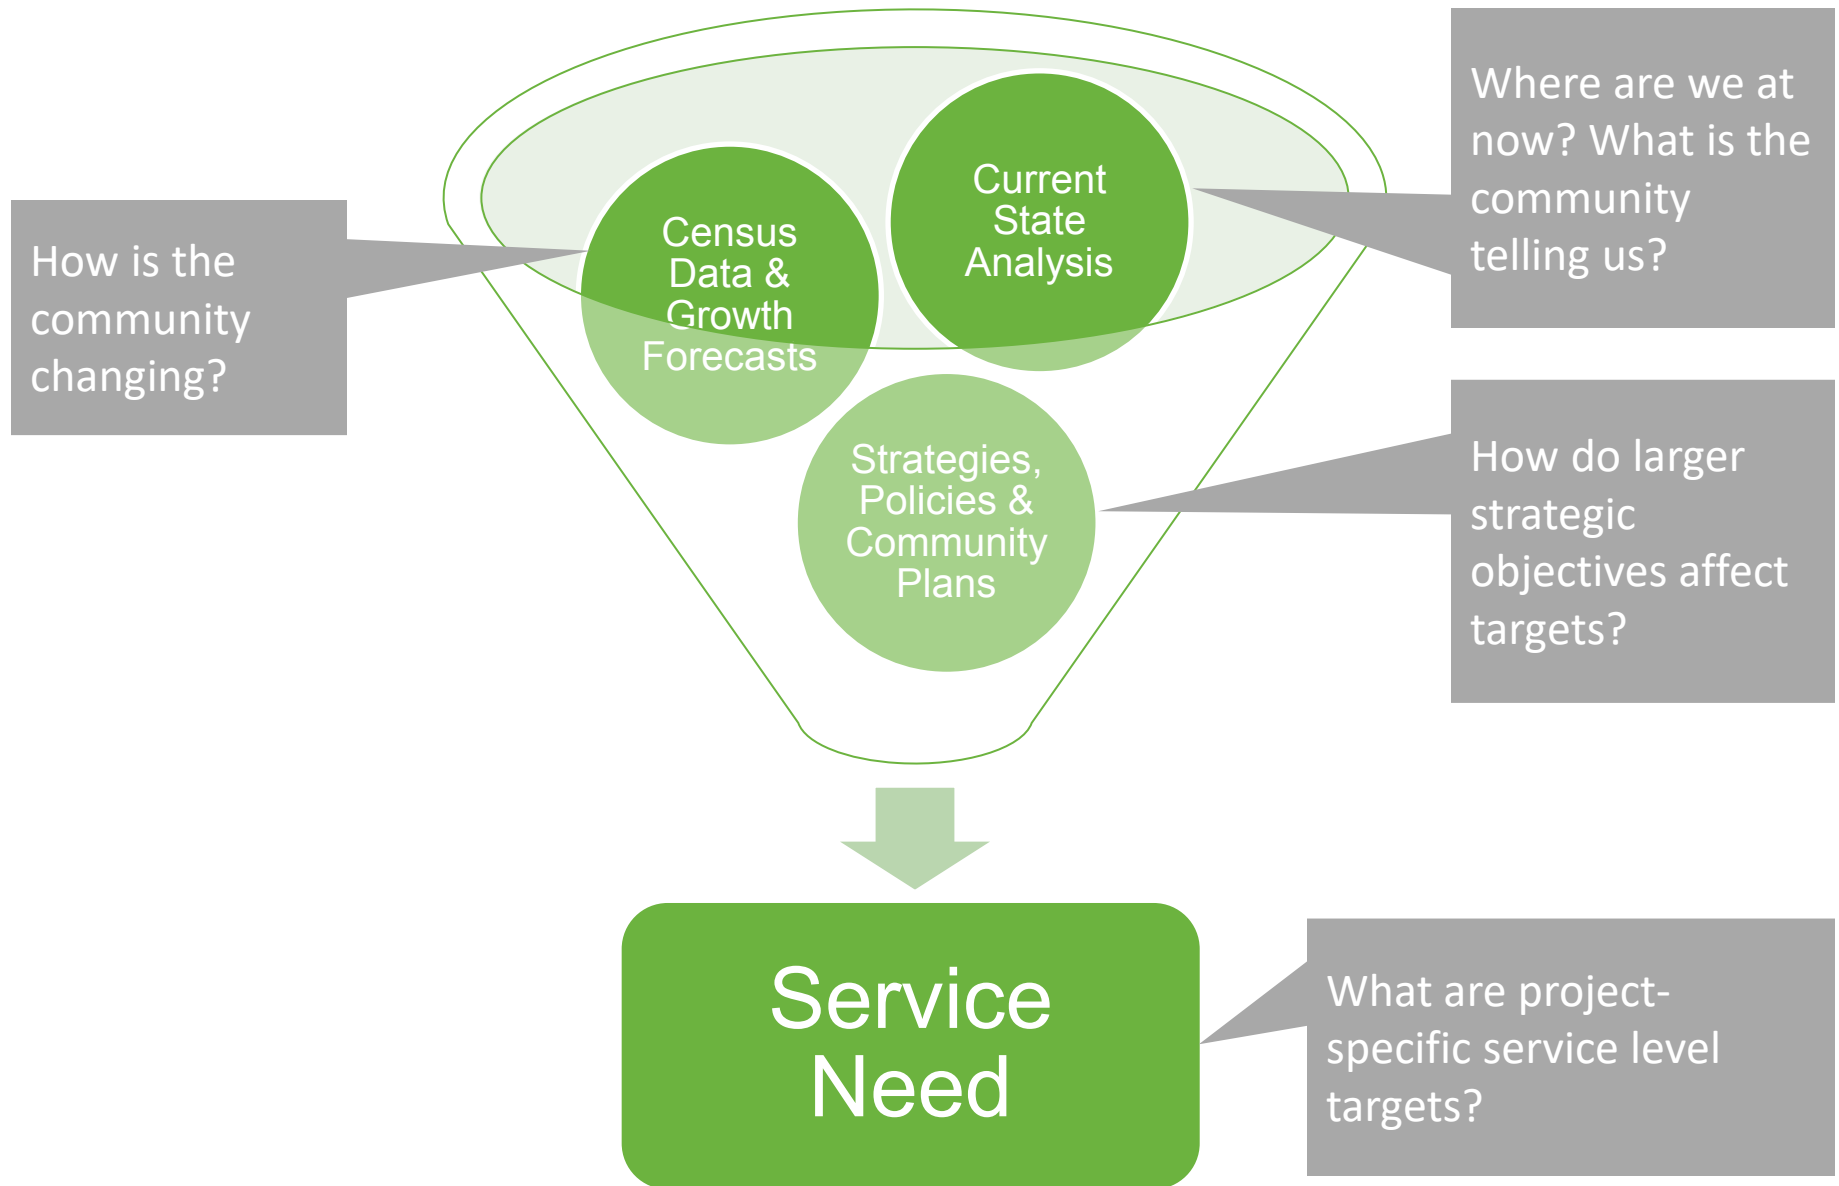 Where are we at
now? What is the
community
telling us?
Current
State
Analysis
How is the
community
changing?
Census
Data &
Growth
Forecasts
Strategies,
Policies &
Community
Plans
How do larger
strategic
objectives affect
targets?
Service
Need
What are project-
specific service level
targets?